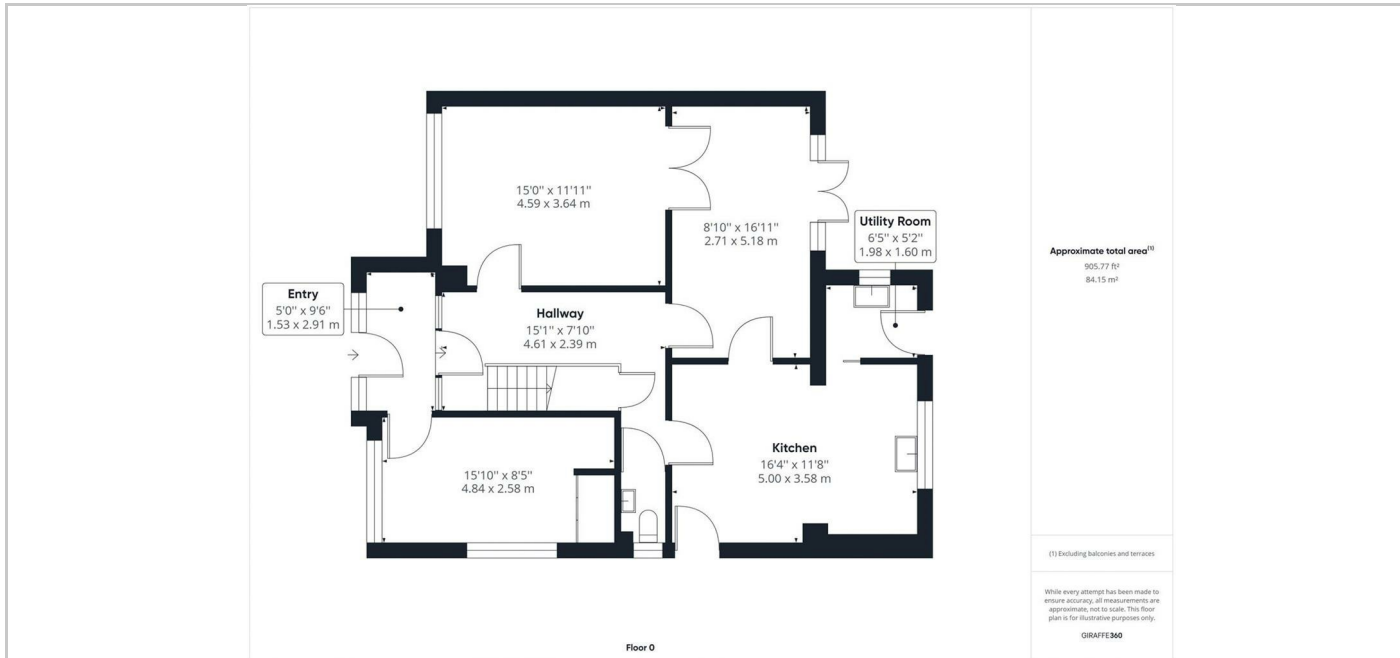 15'0" x 11'11"
4.59 x 3.64 m
8'10" x 16'11"
2.71 x 5.18 m
Utility Room
6'5" x 5'2"
1.98 x 1.60 m
Entry
5'0" x 9'6"
1.53 x 2.91 m
Hallway
15'1" x 7'10"
4.61 x 2.39 m
15'10" x 8'5"
4.84 x 2.58 m
Kitchen
16'4" x 11'8"
5.00 x 3.58 m
Floor 0
Approximate total area(1)
905.77 ft²
84.15 m²
(1) Excluding balconies and terraces
While every attempt has been made to
ensure accuracy, all measurements are
approximate, not to scale. This floor
plan is for illustrative purposes only.
GIRAFFE360